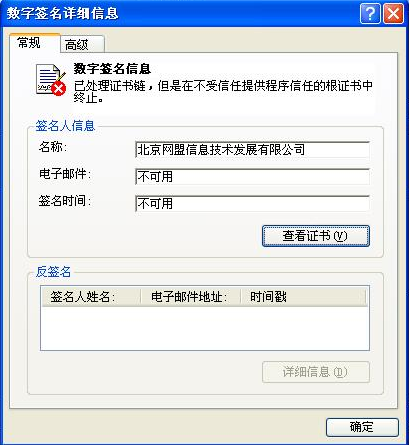 数字签名详细信息
常规 高级
数字签名信息
已处理证书链，但是在不受信任提供程序信任的根证书中
终止。
签名人信息
名称: 北京网盟信息技术发展有限公司
电子邮件: 不可用
签名时间: 不可用
查看证书(V)
反签名
签名人姓名: 电子邮件地址: 时间戳
详细信息(D)
确定